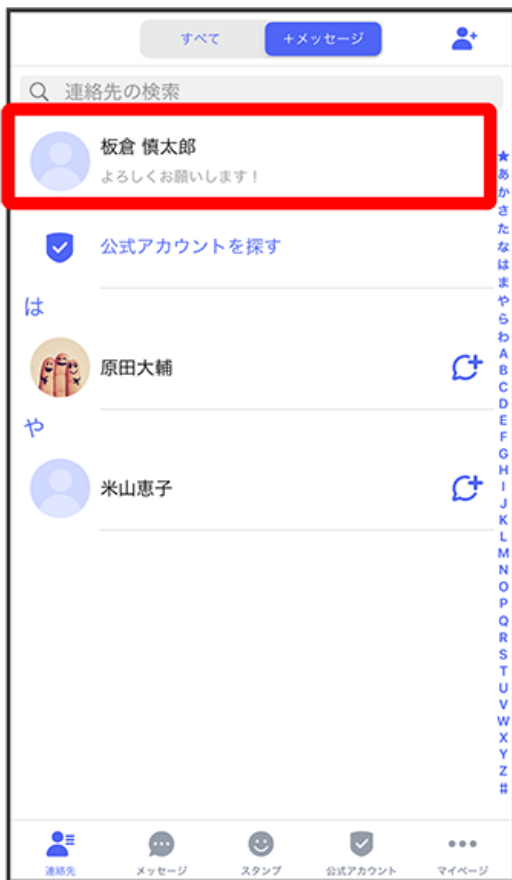 すべて
+メッセージ
連絡先の検索
板倉 慎太郎
よろしくお願いします！
公式アカウントを探す
は
原田大輔
や
米山恵子
★
あ
か
さ
た
な
は
ま
や
ら
わ
A
B
C
D
E
F
G
H
I
J
K
L
M
N
O
P
Q
R
S
T
U
V
W
X
Y
Z
#
連絡先
メッセージ
スタンプ
公式アカウント
マイページ